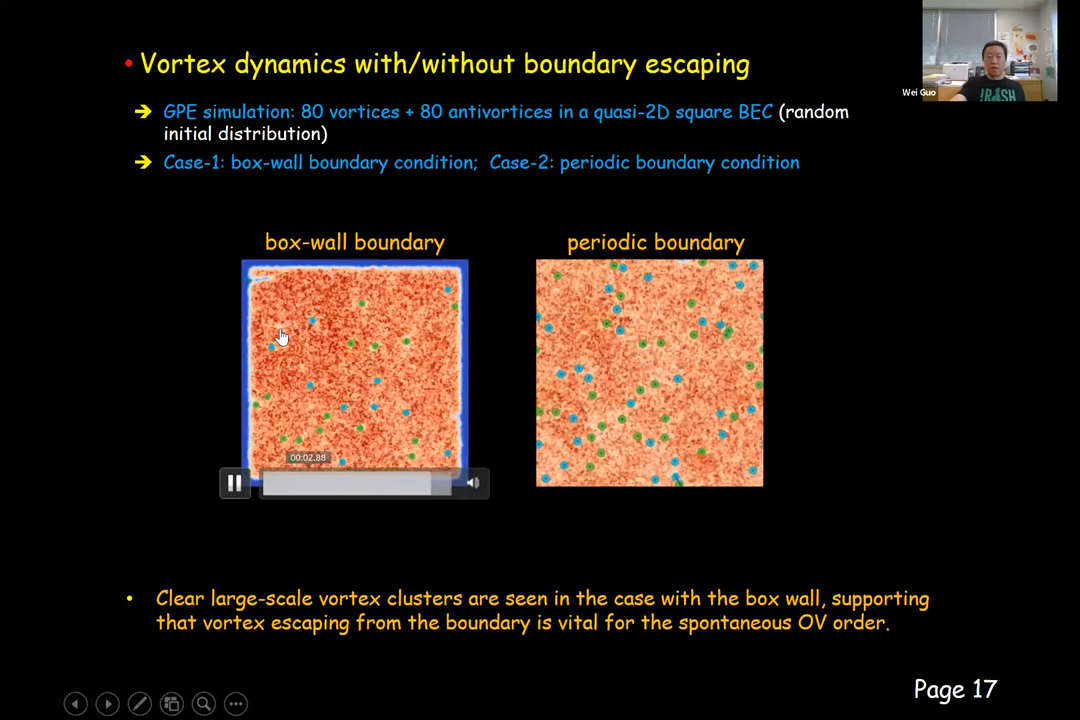 • Vortex dynamics with/without boundary escaping
Wei Guo
IRISH
➔ GPE simulation: 80 vortices + 80 antivortices in a quasi-2D square BEC (random
initial distribution)
➔ Case-1: box-wall boundary condition; Case-2: periodic boundary condition
box-wall boundary
periodic boundary
00:02.88
• Clear large-scale vortex clusters are seen in the case with the box wall, supporting
that vortex escaping from the boundary is vital for the spontaneous OV order.
Page 17